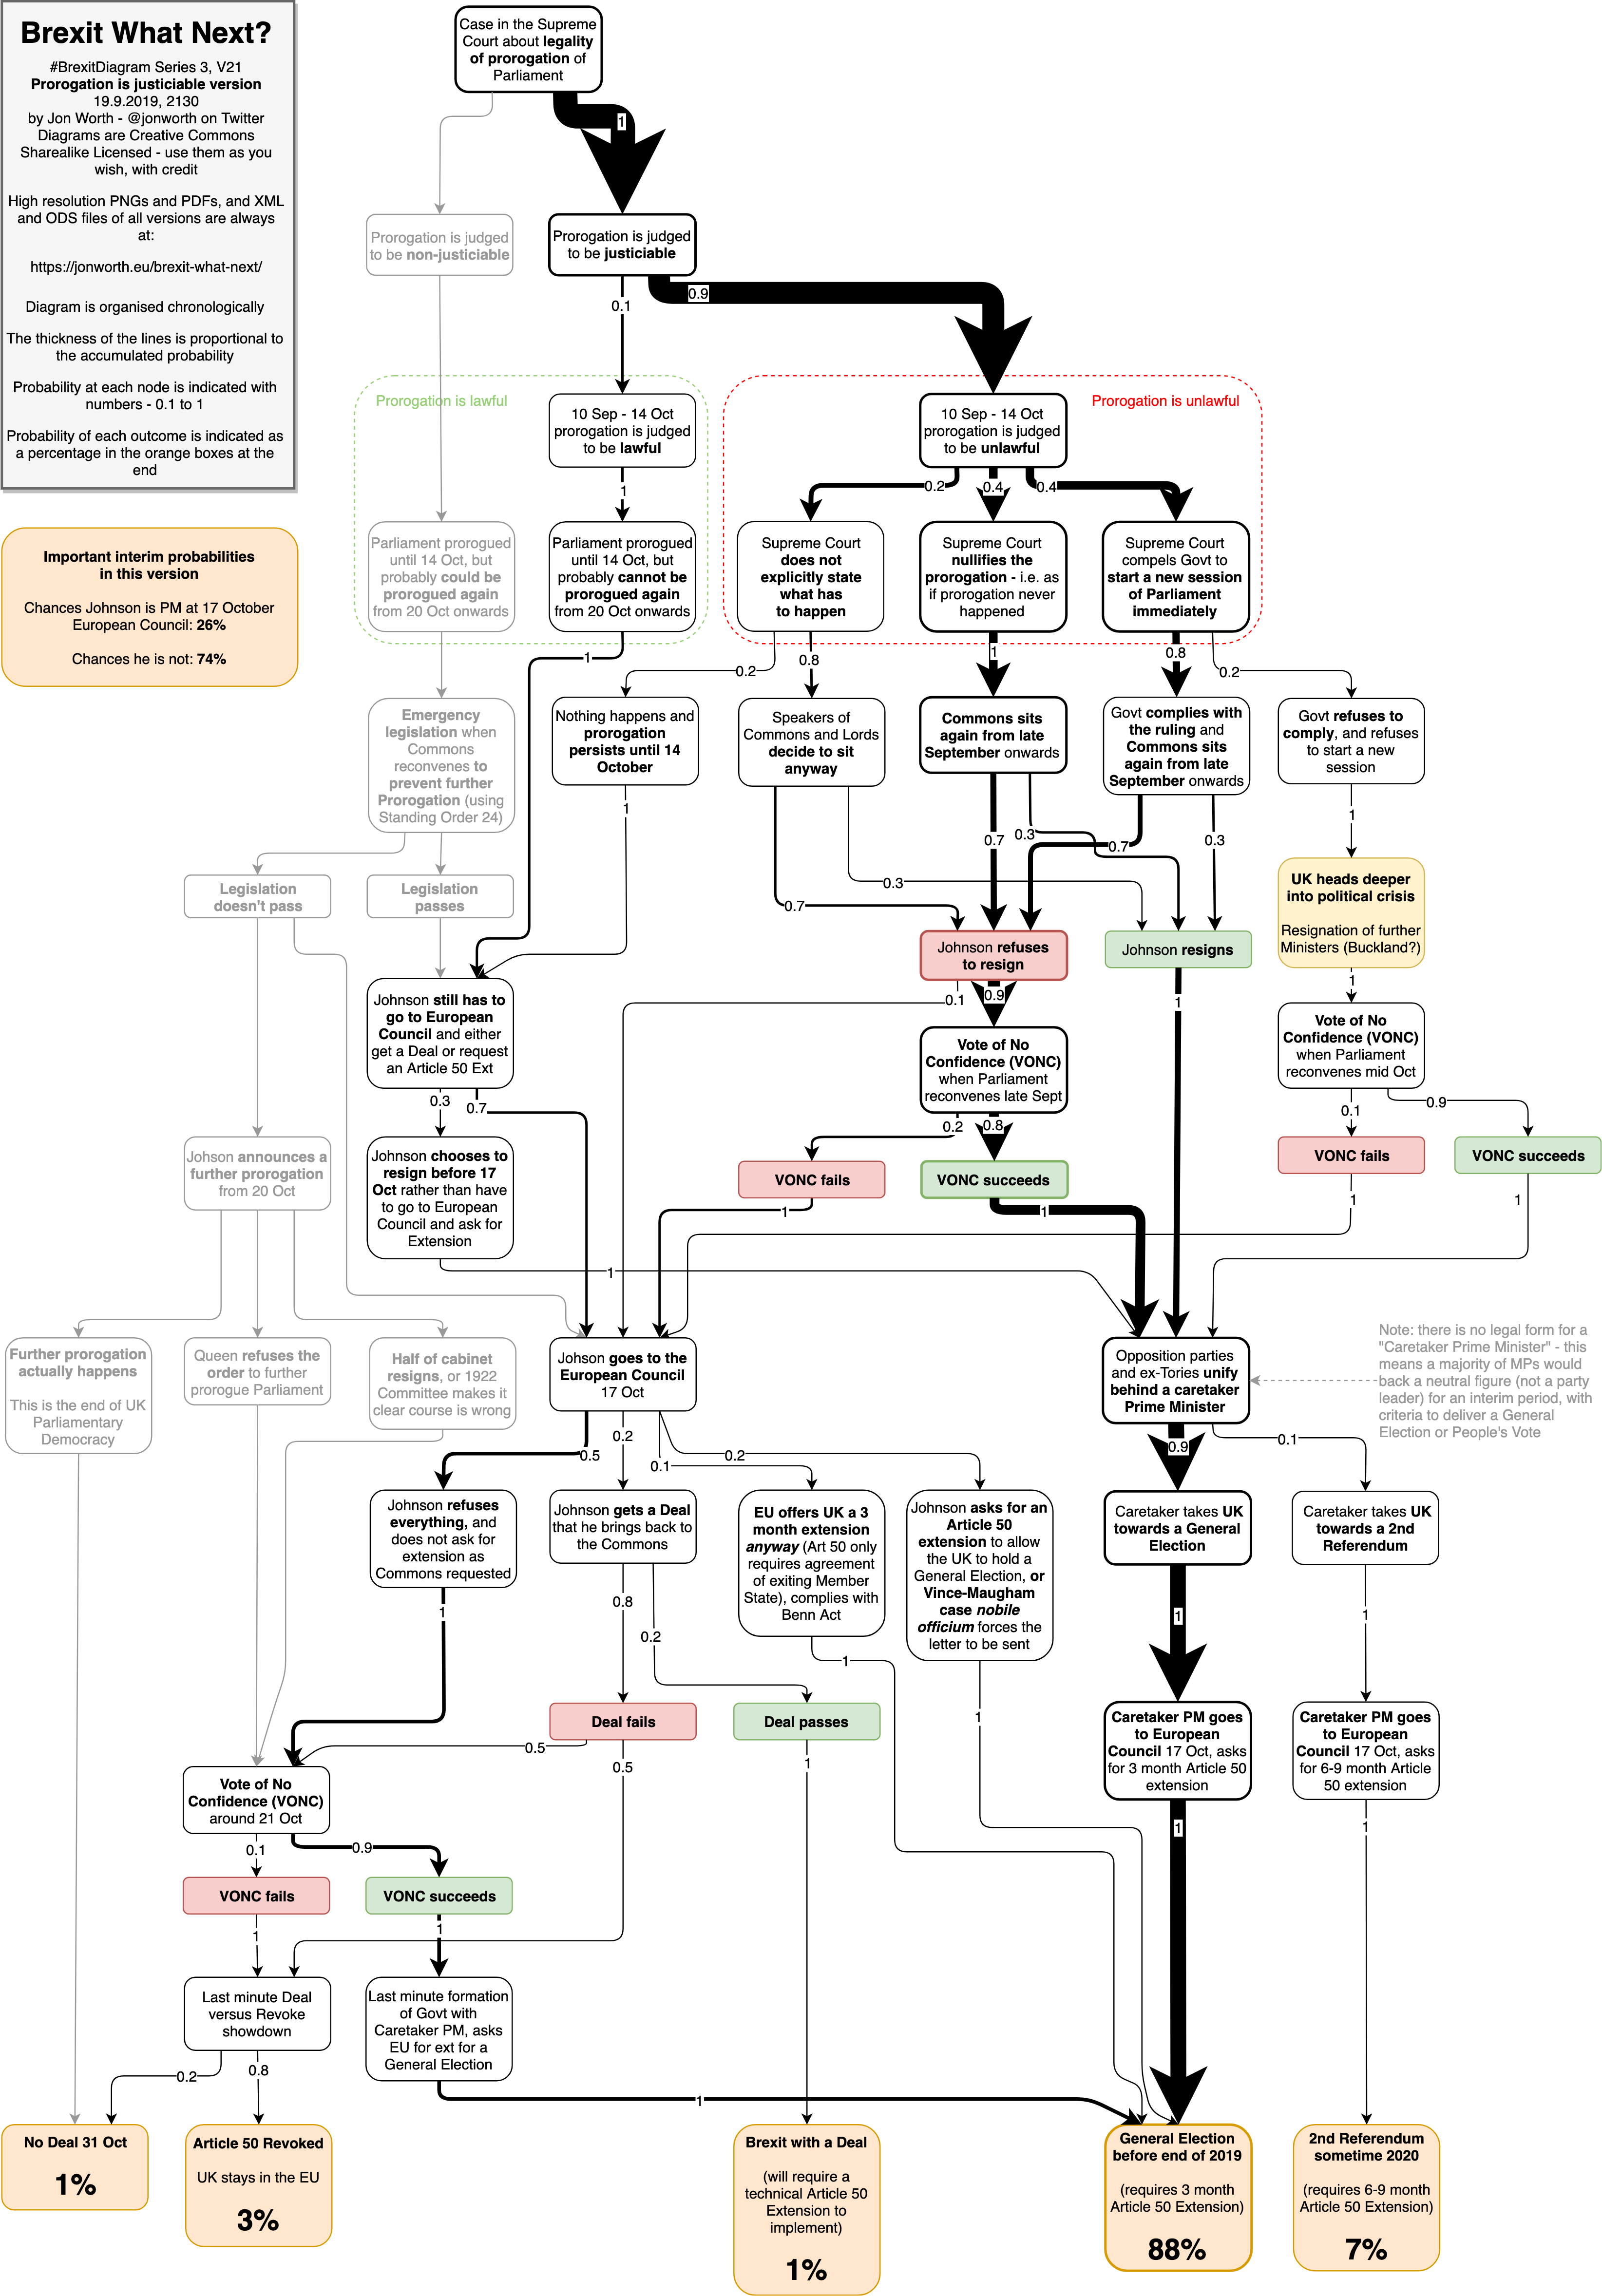 Brexit What Next?
#BrexitDiagram Series 3, V21
Prorogation is justiciable version
19.9.2019, 2130
by Jon Worth - @jonworth on Twitter
Diagrams are Creative Commons
Sharealike Licensed - use them as you
wish, with credit
High resolution PNGs and PDFs, and XML
and ODS files of all versions are always
at:
https://jonworth.eu/brexit-what-next/
Diagram is organised chronologically
The thickness of the lines is proportional to
the accumulated probability
Probability at each node is indicated with
numbers - 0.1 to 1
Probability of each outcome is indicated as
a percentage in the orange boxes at the
end
Important interim probabilities
in this version
Chances Johnson is PM at 17 October
European Council: 26%
Chances he is not: 74%
Case in the Supreme
Court about legality
of prorogation of
Parliament
1
Prorogation is judged
to be non-justiciable
Prorogation is judged
to be justiciable
0.1
0.9
Prorogation is lawful
10 Sep - 14 Oct
prorogation is judged
to be lawful
1
Prorogation is unlawful
10 Sep - 14 Oct
prorogation is judged
to be unlawful
0.2
0.4
0.4
Parliament prorogued
until 14 Oct, but
probably could be
prorogued again
from 20 Oct onwards
Parliament prorogued
until 14 Oct, but
probably cannot be
prorogued again
from 20 Oct onwards
Supreme Court
does not
explicitly state
what has
to happen
Supreme Court
nullifies the
prorogation - i.e. as
if prorogation never
happened
Supreme Court
compels Govt to
start a new session
of Parliament
immediately
1
0.2
0.8
1
0.8
0.2
Emergency
legislation when
Commons
reconvenes to
prevent further
Prorogation (using
Standing Order 24)
Nothing happens and
prorogation
persists until 14
October
Speakers of
Commons and Lords
decide to sit
anyway
Commons sits
again from late
September onwards
Govt complies with
the ruling and
Commons sits
again from late
September onwards
Govt refuses to
comply, and refuses
to start a new
session
1
0.7
0.3
0.7
0.3
0.7
0.3
1
Legislation
doesn't pass
Legislation
passes
UK heads deeper
into political crisis
Resignation of further
Ministers (Buckland?)
Johnson refuses
to resign
Johnson resigns
0.1
0.9
1
1
Johnson still has to
go to European
Council and either
get a Deal or request
an Article 50 Ext
Vote of No
Confidence (VONC)
when Parliament
reconvenes late Sept
Vote of No
Confidence (VONC)
when Parliament
reconvenes mid Oct
0.3
0.7
0.2
0.8
0.1
0.9
Johson announces a
further prorogation
from 20 Oct
Johnson chooses to
resign before 17
Oct rather than have
to go to European
Council and ask for
Extension
VONC fails
VONC succeeds
VONC fails
VONC succeeds
1
1
1
1
1
Further prorogation
actually happens
This is the end of UK
Parliamentary
Democracy
Queen refuses the
order to further
prorogue Parliament
Half of cabinet
resigns, or 1922
Committee makes it
clear course is wrong
Johson goes to the
European Council
17 Oct
Opposition parties
and ex-Tories unify
behind a caretaker
Prime Minister
Note: there is no legal form for a
"Caretaker Prime Minister" - this
means a majority of MPs would
back a neutral figure (not a party
leader) for an interim period, with
criteria to deliver a General
Election or People's Vote
0.5
0.2
0.1
0.2
0.9
0.1
Johnson refuses
everything, and
does not ask for
extension as
Commons requested
Johnson gets a Deal
that he brings back to
the Commons
EU offers UK a 3
month extension
anyway (Art 50 only
requires agreement
of exiting Member
State), complies with
Benn Act
Johnson asks for an
Article 50
extension to allow
the UK to hold a
General Election, or
Vince-Maugham
case nobile
officium forces the
letter to be sent
Caretaker takes UK
towards a General
Election
Caretaker takes UK
towards a 2nd
Referendum
1
0.8
0.2
1
1
1
1
Deal fails
Deal passes
Caretaker PM goes
to European
Council 17 Oct, asks
for 3 month Article 50
extension
Caretaker PM goes
to European
Council 17 Oct, asks
for 6-9 month Article
50 extension
0.5
0.5
1
1
1
Vote of No
Confidence (VONC)
around 21 Oct
0.1
0.9
VONC fails
VONC succeeds
1
1
Last minute Deal
versus Revoke
showdown
Last minute formation
of Govt with
Caretaker PM, asks
EU for ext for a
General Election
0.2
0.8
1
No Deal 31 Oct
1%
Article 50 Revoked
UK stays in the EU
3%
Brexit with a Deal
(will require a
technical Article 50
Extension to
implement)
1%
General Election
before end of 2019
(requires 3 month
Article 50 Extension)
88%
2nd Referendum
sometime 2020
(requires 6-9 month
Article 50 Extension)
7%